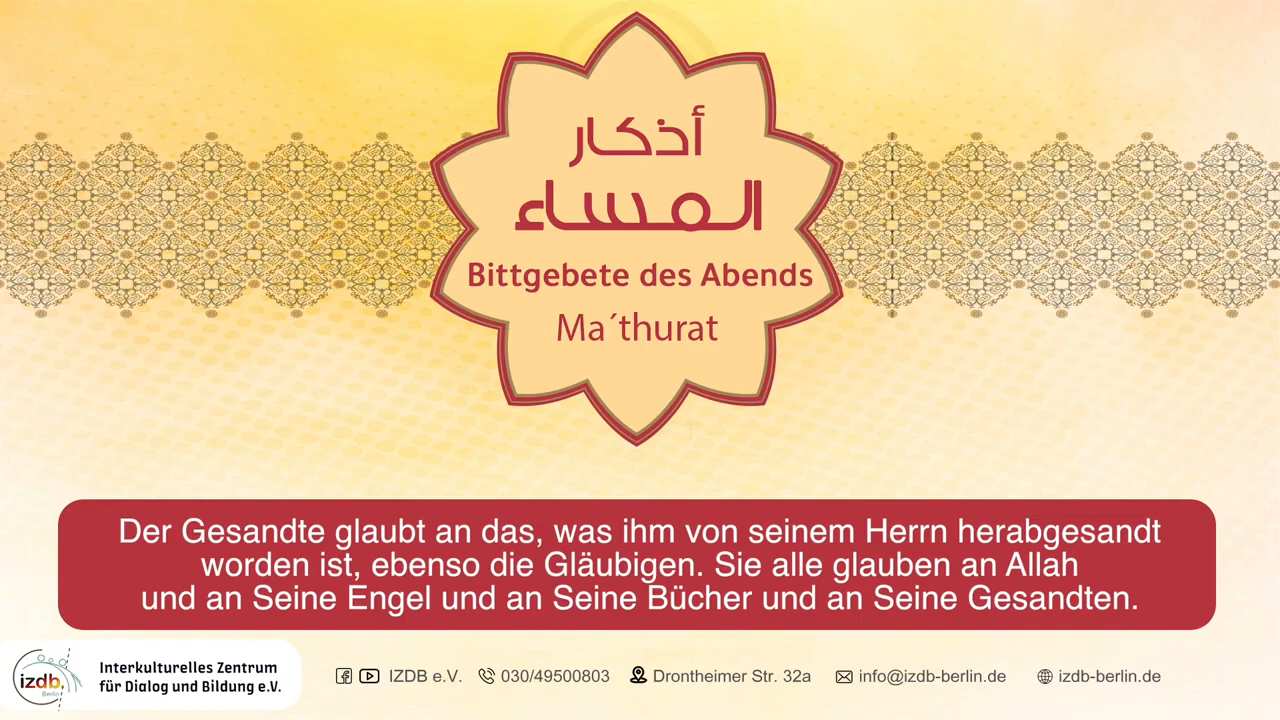 أذكار
المساء
Bittgebete des Abends
Ma´thurat
Der Gesandte glaubt an das, was ihm von seinem Herrn herabgesandt
worden ist, ebenso die Gläubigen. Sie alle glauben an Allah
und an Seine Engel und an Seine Bücher und an Seine Gesandten.
izdb
Berlin
Interkulturelles Zentrum
für Dialog und Bildung e.V.
IZDB e.V. 030/49500803 Drontheimer Str. 32a info@izdb-berlin.de izdb-berlin.de